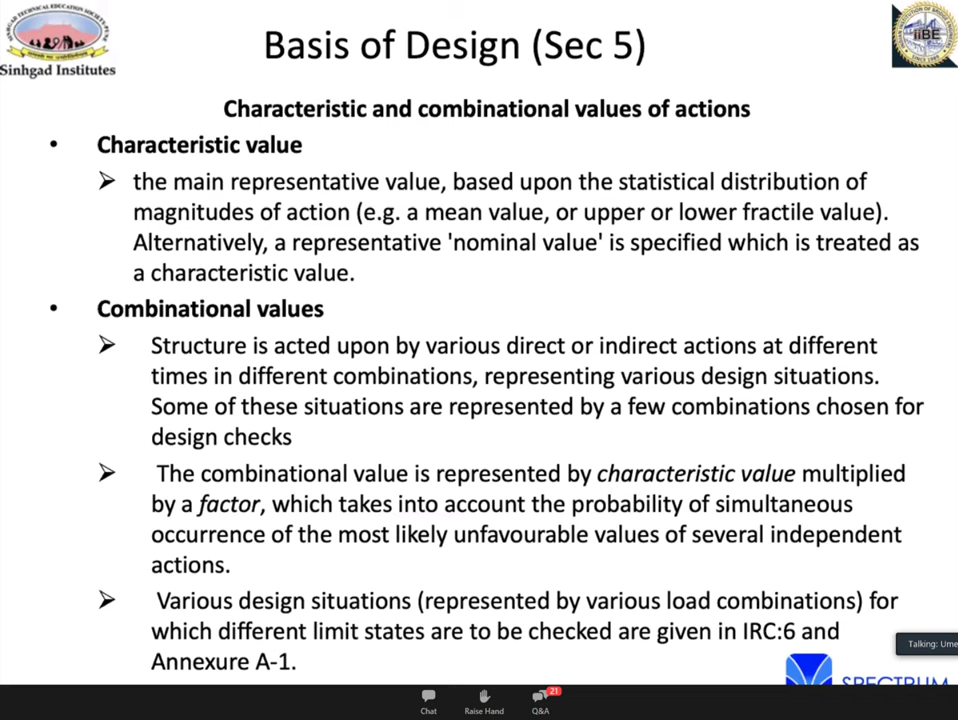 Sinhgad Institutes
Basis of Design (Sec 5)
IIBE
Characteristic and combinational values of actions
• Characteristic value
➢ the main representative value, based upon the statistical distribution of
magnitudes of action (e.g. a mean value, or upper or lower fractile value).
Alternatively, a representative 'nominal value' is specified which is treated as
a characteristic value.
• Combinational values
➢ Structure is acted upon by various direct or indirect actions at different
times in different combinations, representing various design situations.
Some of these situations are represented by a few combinations chosen for
design checks
➢ The combinational value is represented by characteristic value multiplied
by a factor, which takes into account the probability of simultaneous
occurrence of the most likely unfavourable values of several independent
actions.
➢ Various design situations (represented by various load combinations) for
which different limit states are to be checked are given in IRC:6 and
Annexure A-1.
Talking: Ume
SPECTRUM
21
Chat
Raise Hand
Q&A